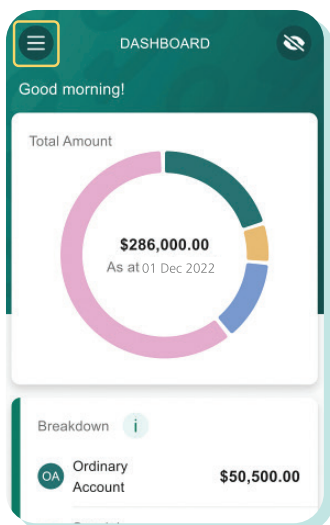 DASHBOARD
Good morning!
Total Amount
$286,000.00
As at 01 Dec 2022
Breakdown i
OA Ordinary Account $50,500.00